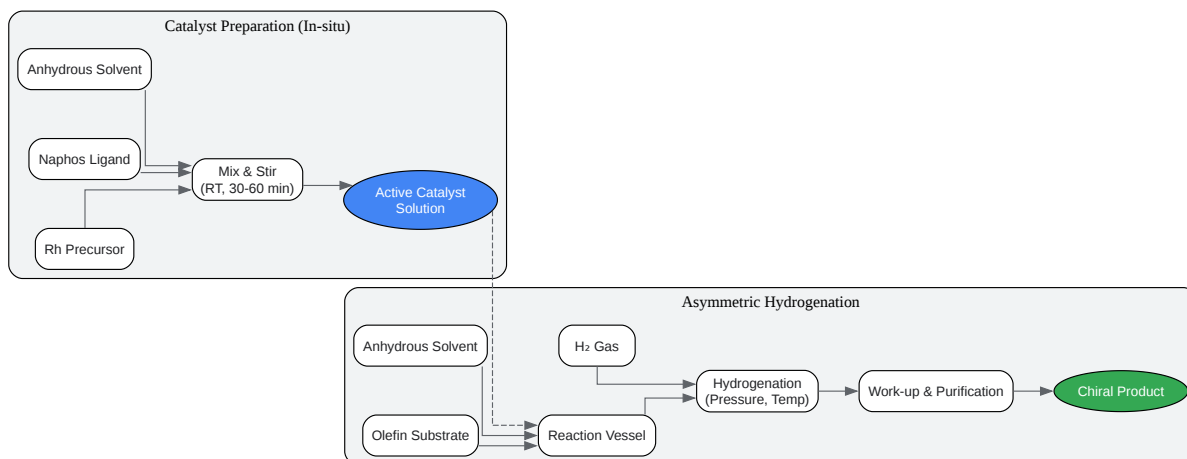 Catalyst Preparation (In-situ)
Anhydrous Solvent
Naphos Ligand
Mix & Stir
(RT, 30-60 min)
Active Catalyst
Solution
Rh Precursor
Asymmetric Hydrogenation
Anhydrous Solvent
H₂ Gas
Hydrogenation
(Pressure, Temp)
Work-up & Purification
Chiral Product
Olefin Substrate
Reaction Vessel